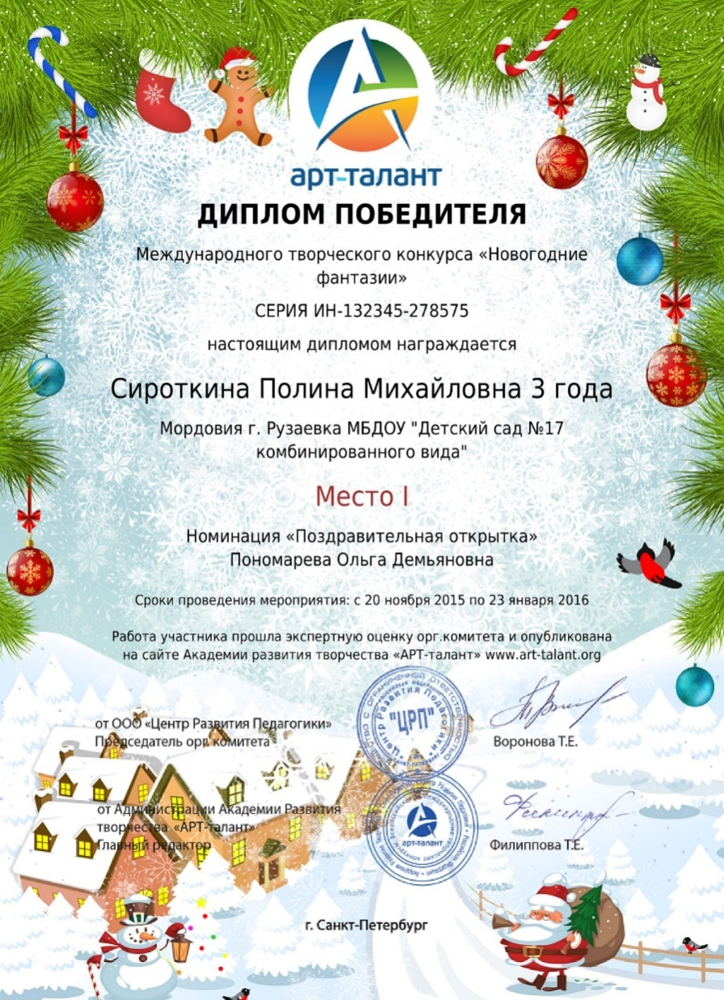 арт-талант
ДИПЛОМ ПОБЕДИТЕЛЯ
Международного творческого конкурса «Новогодние
фантазии»
СЕРИЯ ИН-132345-278575
настоящим дипломом награждается
Сироткина Полина Михайловна 3 года
Мордовия г. Рузаевка МБДОУ "Детский сад №17
комбинированного вида"
Место I
Номинация «Поздравительная открытка»
Пономарева Ольга Демьяновна
Сроки проведения мероприятия: с 20 ноября 2015 по 23 января 2016
Работа участника прошла экспертную оценку орг.комитета и опубликована
на сайте Академии развития творчества «АРТ-талант» www.art-talant.org
от ООО «Центр Развития Педагогики»
Председатель орг. комитета
"ЦРП"
Центр Развития Педагогики
Воронова Т.Е.
от Администрации Академии Развития
творчества «АРТ-талант»
Главный редактор
арт-талант
Филиппова Т.Е.
г. Санкт-Петербург